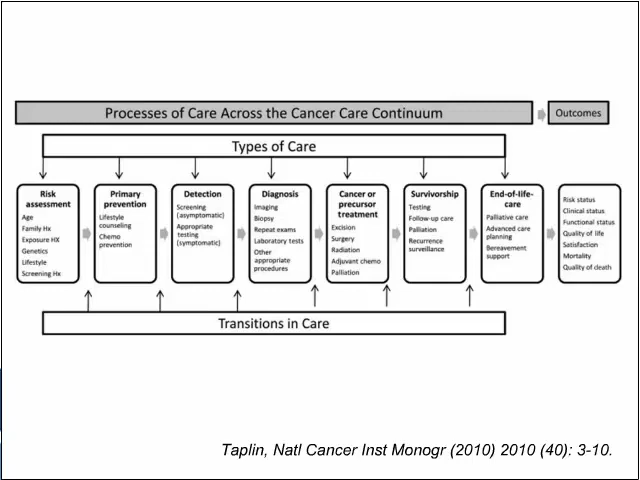 Processes of Care Across the Cancer Care Continuum
Outcomes
Types of Care
Risk
assessment
Age
Family Hx
Exposure HX
Genetics
Lifestyle
Screening Hx
Primary
prevention
Lifestyle
counseling
Chemo
prevention
Detection
Screening
(asymptomatic)
Appropriate
testing
(symptomatic)
Diagnosis
Imaging
Biopsy
Repeat exams
Laboratory tests
Other
appropriate
procedures
Cancer or
precursor
treatment
Excision
Surgery
Radiation
Adjuvant chemo
Palliation
Survivorship
Testing
Follow-up care
Palliation
Recurrence
surveillance
End-of-life-
care
Palliative care
Advanced care
planning
Bereavement
support
Risk status
Clinical status
Functional status
Quality of life
Satisfaction
Mortality
Quality of death
Transitions in Care
Taplin, Natl Cancer Inst Monogr (2010) 2010 (40): 3-10.